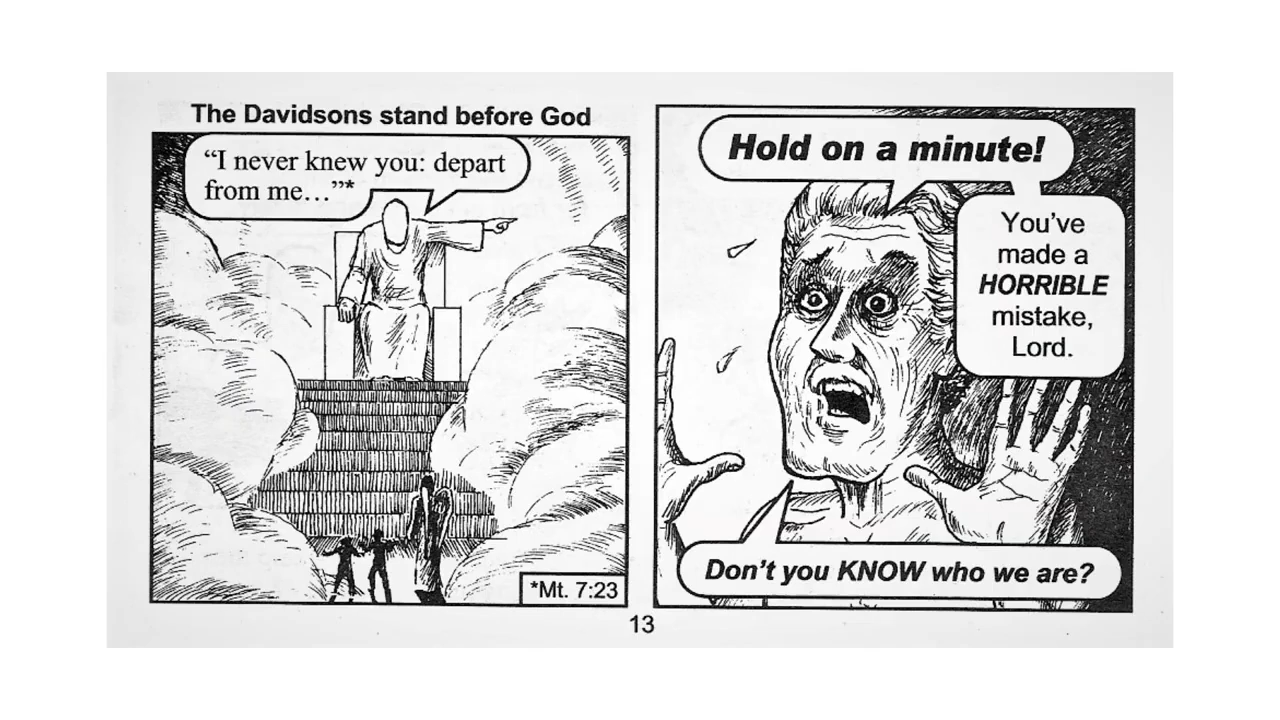 The Davidsons stand before God
“I never knew you: depart
from me...”*
*Mt. 7:23
Hold on a minute!
You’ve
made a
HORRIBLE
mistake,
Lord.
Don’t you KNOW who we are?
13